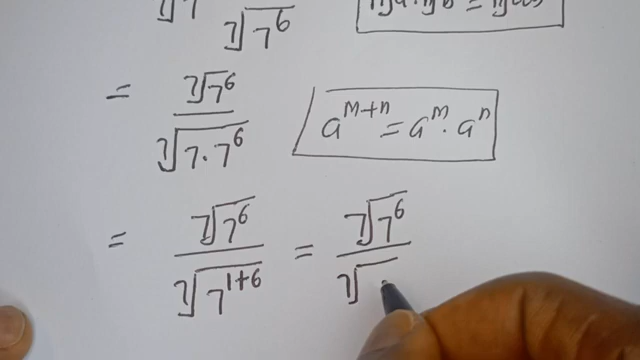 ⁷√7⁶
= ⁷√7⁶ / ⁷√(7·7⁶)
a^(m+n) = a^m · a^n
= ⁷√7⁶ / ⁷√(7^(1+6)) = ⁷√7⁶ / ⁷√